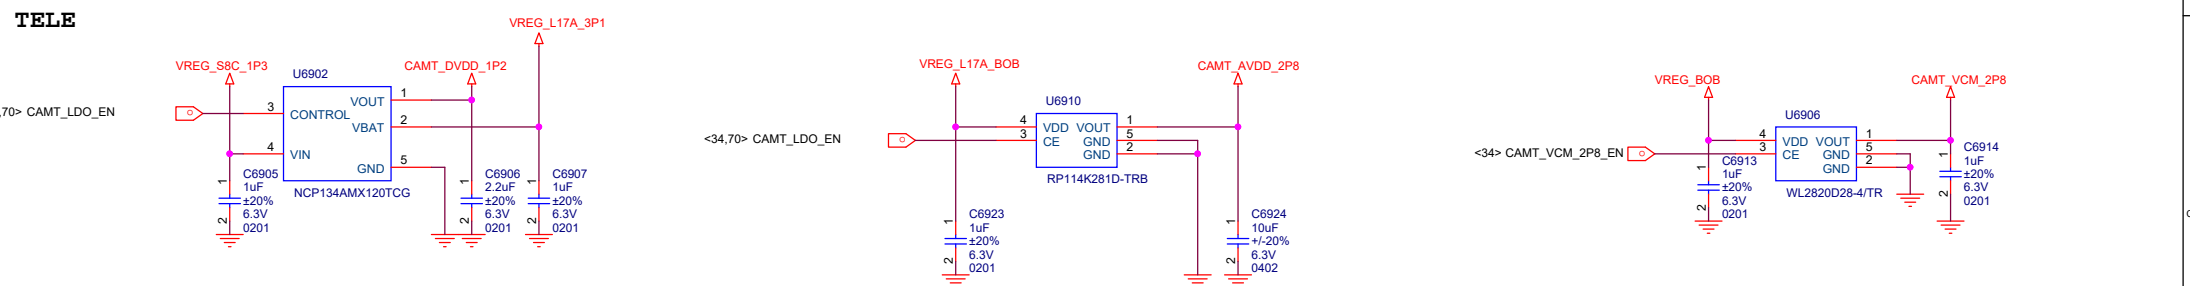 TELE
VREG_L17A_3P1
VREG_S8C_1P3
U6902
CAMT_DVDD_1P2
,70> CAMT_LDO_EN
3
CONTROL
VOUT
1
VBAT
2
4
VIN
GND
5
NCP134AMX120TCG
1
C6905
1uF
±20%
6.3V
0201
2
1
C6906
2.2uF
±20%
6.3V
0201
2
1
C6907
1uF
±20%
6.3V
0201
2
VREG_L17A_BOB
CAMT_AVDD_2P8
U6910
<34,70> CAMT_LDO_EN
4
VDD
VOUT
1
3
CE
GND
5
GND
2
RP114K281D-TRB
1
C6923
1uF
±20%
6.3V
0201
2
1
C6924
10uF
+/-20%
6.3V
0402
2
VREG_BOB
CAMT_VCM_2P8
U6906
<34> CAMT_VCM_2P8_EN
4
VDD
VOUT
1
3
CE
GND
5
GND
2
WL2820D28-4/TR
1
C6913
1uF
±20%
6.3V
0201
2
1
C6914
1uF
±20%
6.3V
0201
2